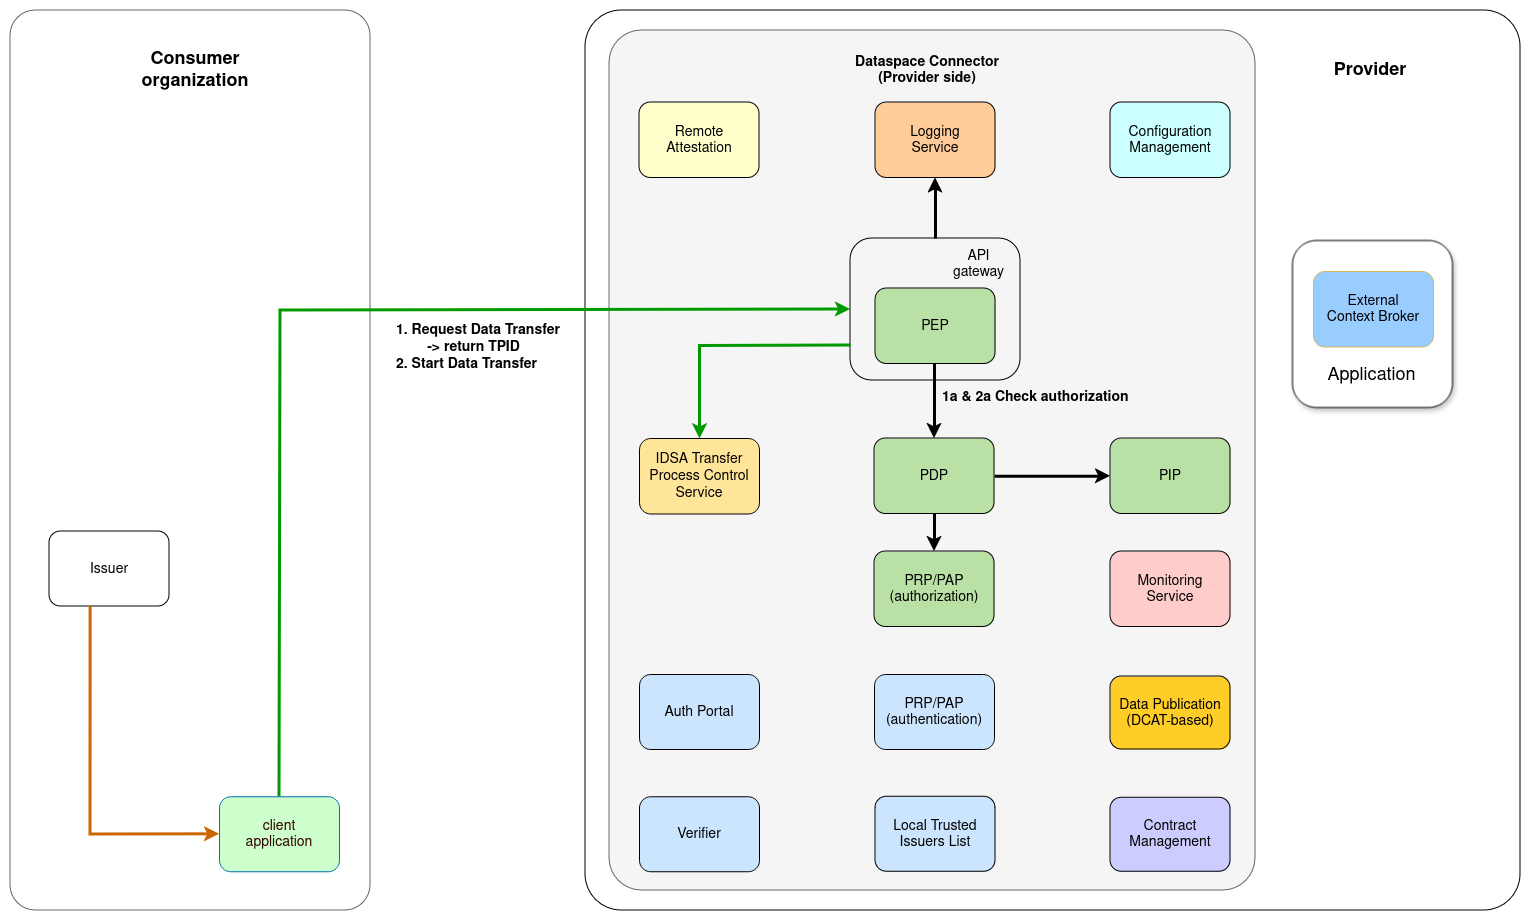 Consumer
organization
Dataspace Connector
(Provider side)
Provider
Remote
Attestation
Logging
Service
Configuration
Management
API
gateway
PEP
External
Context Broker
Application
1. Request Data Transfer
-> return TPID
2. Start Data Transfer
1a & 2a Check authorization
IDSA Transfer
Process Control
Service
PDP
PIP
Issuer
PRP/PAP
(authorization)
Monitoring
Service
Auth Portal
PRP/PAP
(authentication)
Data Publication
(DCAT-based)
client
application
Verifier
Local Trusted
Issuers List
Contract
Management